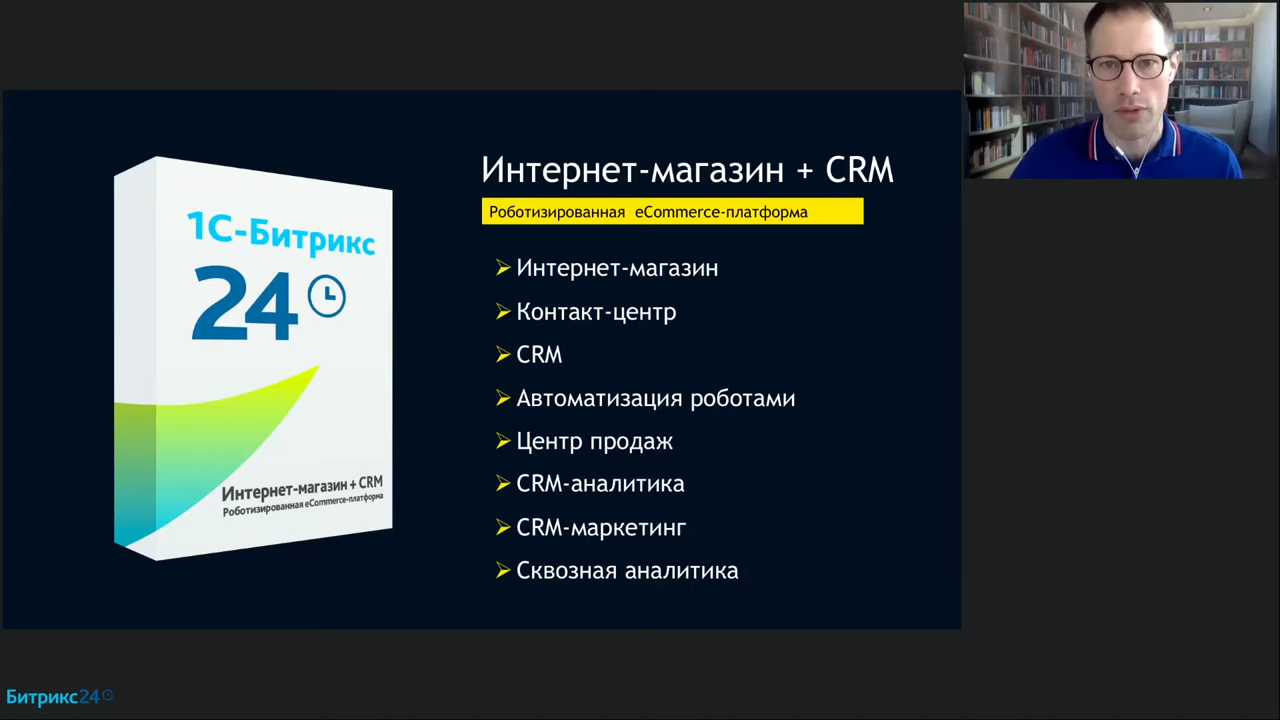 Интернет-магазин + CRM
Роботизированная eCommerce-платформа
Интернет-магазин
Контакт-центр
CRM
Автоматизация роботами
Центр продаж
CRM-аналитика
CRM-маркетинг
Сквозная аналитика
1С-Битрикс
24
Интернет-магазин + CRM
Роботизированная eCommerce-платформа
Битрикс24